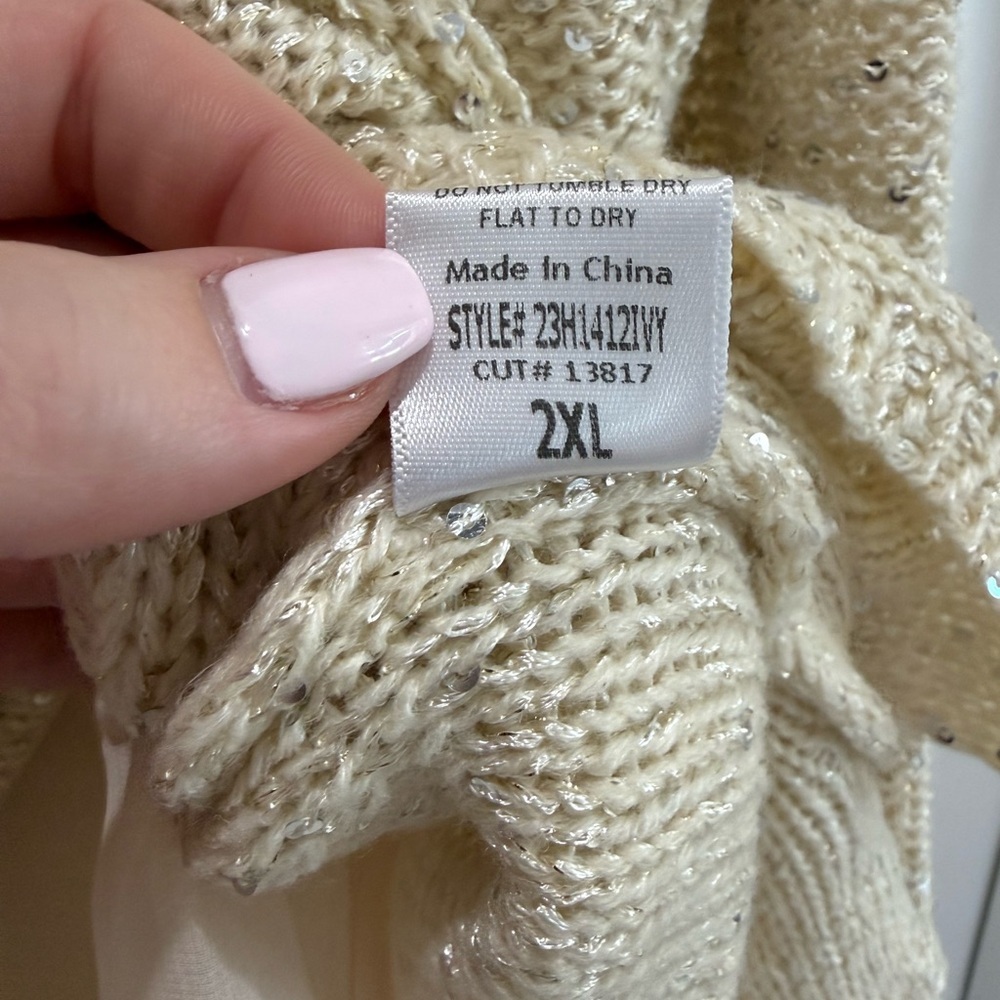 DO NOT TUMBLE DRY
FLAT TO DRY
Made In China
STYLE# 23H1412IVY
CUT# 13817
2XL